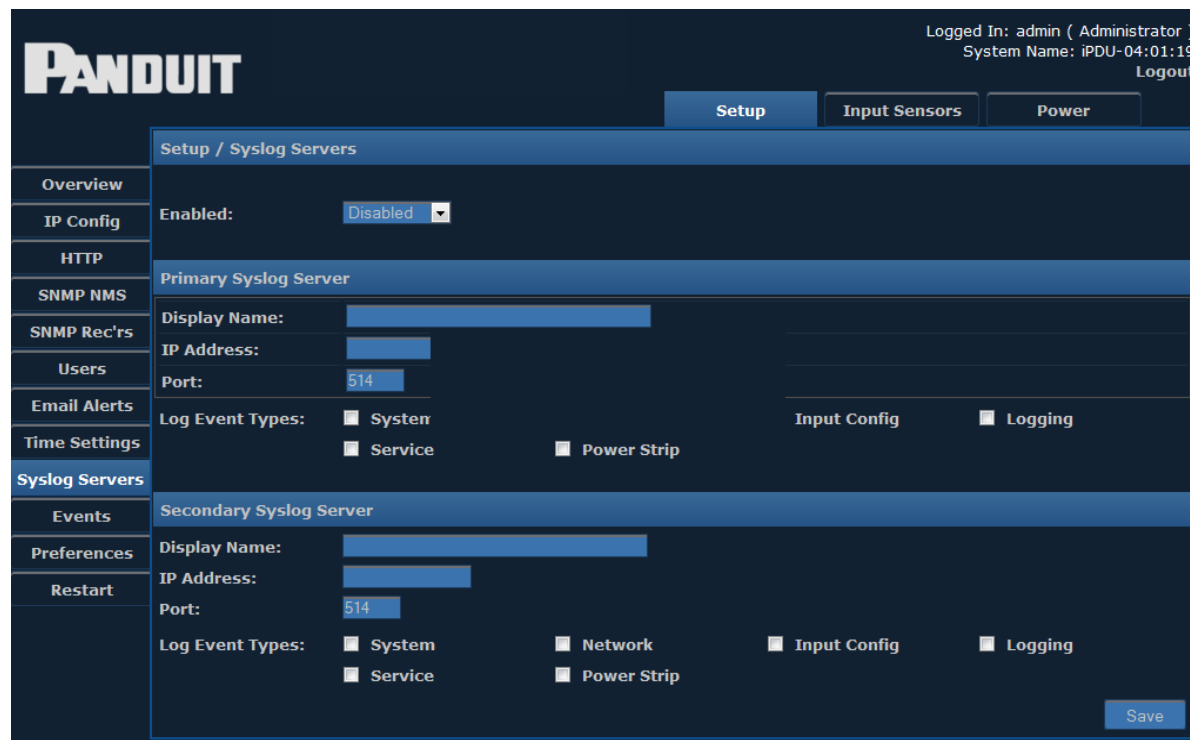 PANDUIT
Logged In: admin ( Administrator )
System Name: iPDU-04:01:19
Logout
Setup Input Sensors Power
Setup / Syslog Servers
Overview
IP Config
HTTP
SNMP NMS
SNMP Rec'rs
Users
Email Alerts
Time Settings
Syslog Servers
Events
Preferences
Restart
Enabled: Disabled
Primary Syslog Server
Display Name:
IP Address:
Port: 514
Log Event Types: System Input Config Logging
Service Power Strip
Secondary Syslog Server
Display Name:
IP Address:
Port: 514
Log Event Types: System Network Input Config Logging
Service Power Strip
Save